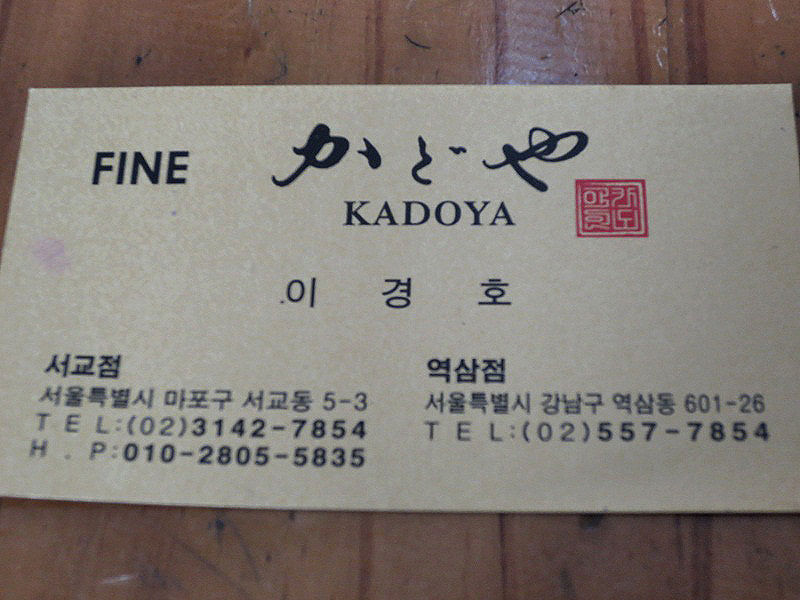 FINE かどや
KADOYA
이 경 호
서교점
서울특별시 마포구 서교동 5-3
T E L:(02)3142-7854
H . P:010-2805-5835
역삼점
서울특별시 강남구 역삼동 601-26
T E L:(02)557-7854